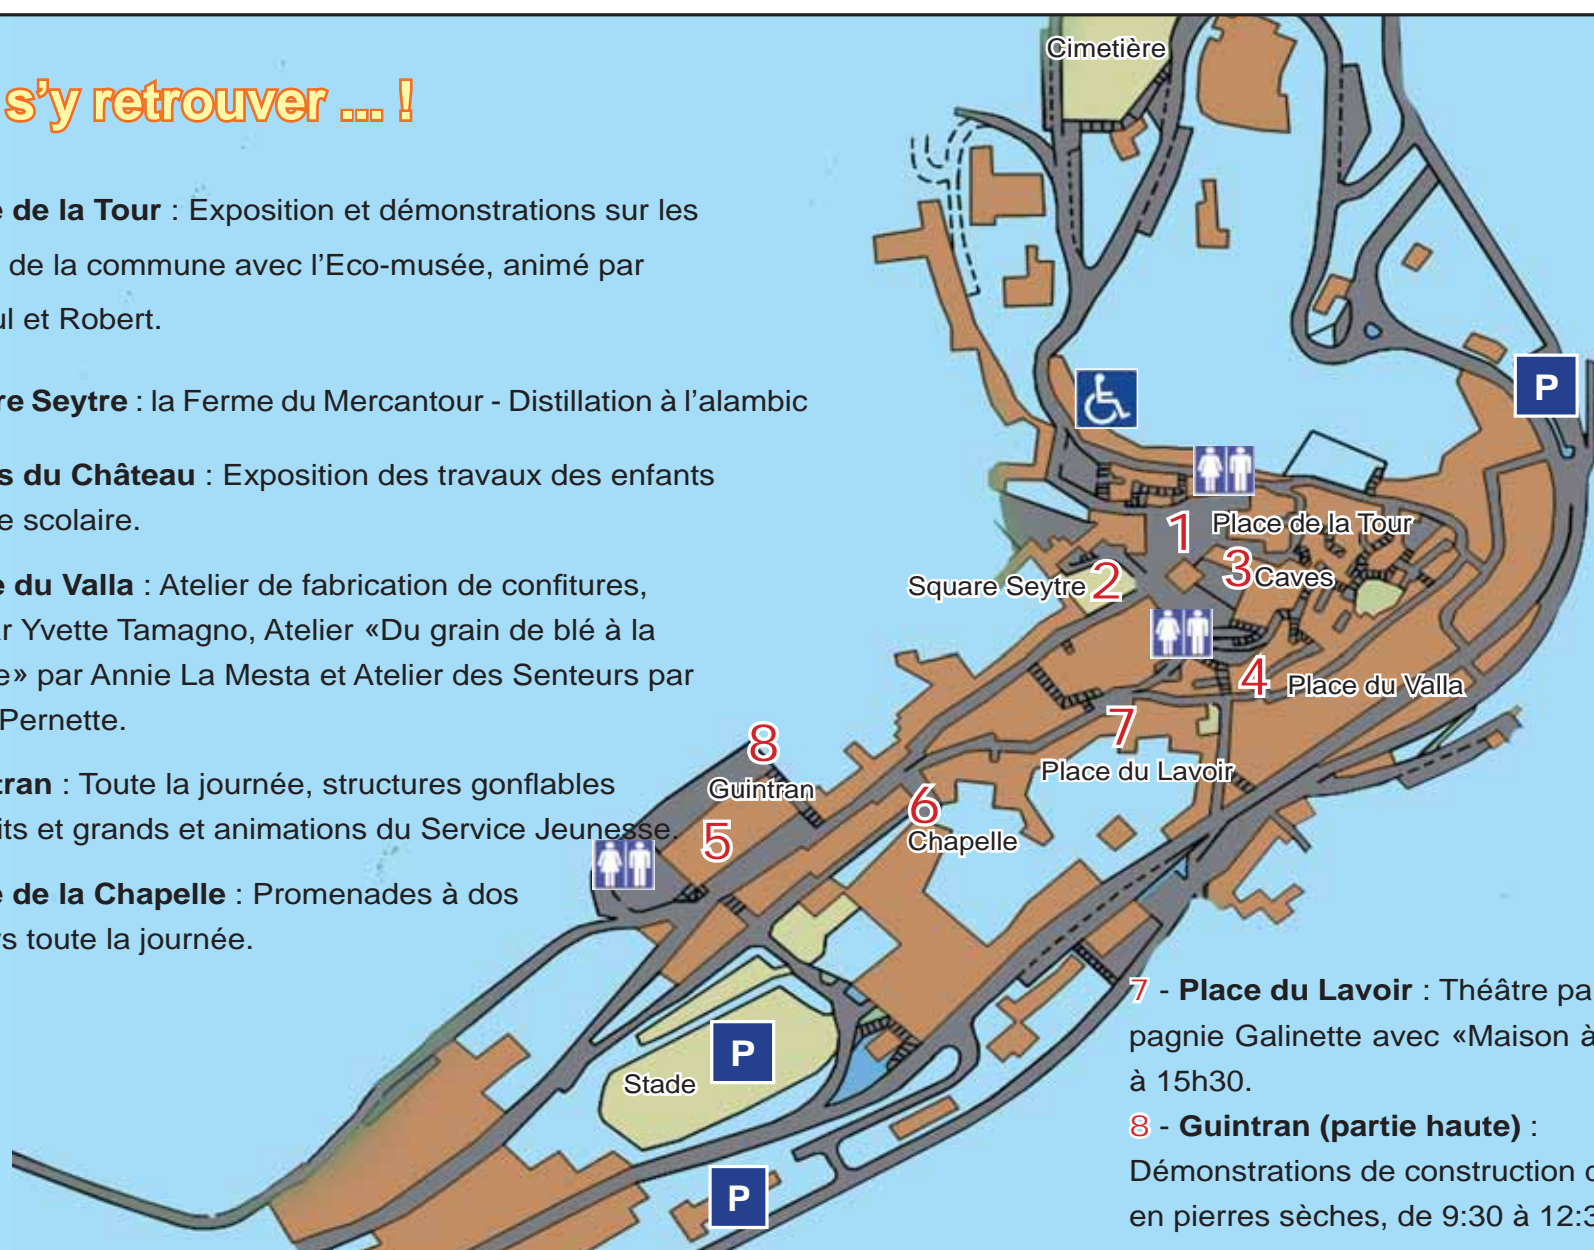 s’y retrouver ... !
de la Tour : Exposition et démonstrations sur les
de la commune avec l’Eco-musée, animé par
et Robert.
Seytre : la Ferme du Mercantour - Distillation à l’alambic
du Château : Exposition des travaux des enfants
scolaire.
du Valla : Atelier de fabrication de confitures,
Yvette Tamagno, Atelier «Du grain de blé à la
» par Annie La Mesta et Atelier des Senteurs par
Pernette.
: Toute la journée, structures gonflables
et grands et animations du Service Jeunesse.
de la Chapelle : Promenades à dos
toute la journée.
Cimetière
P
1 Place de la Tour
3 Caves
Square Seytre 2
4 Place du Valla
7
Place du Lavoir
8
Guintran
5
6
Chapelle
P
Stade
P
7 - Place du Lavoir : Théâtre
pagnie Galinette avec «Maison à
à 15h30.
8 - Guintran (partie haute) :
Démonstrations de construction
en pierres sèches, de 9:30 à